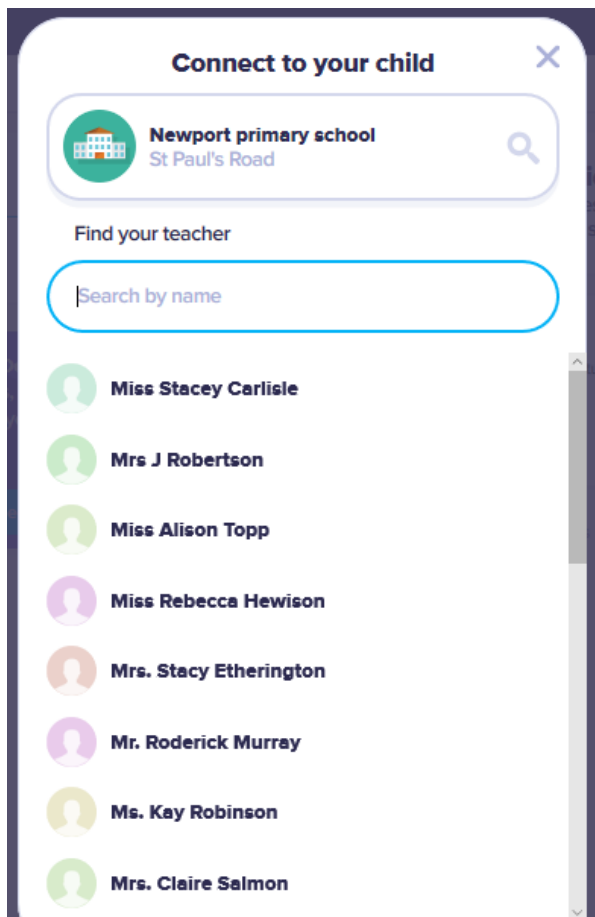 Connect to your child
Newport primary school
St Paul's Road
Find your teacher
Search by name
Miss Stacey Carlisle
Mrs J Robertson
Miss Alison Topp
Miss Rebecca Hewison
Mrs. Stacy Etherington
Mr. Roderick Murray
Ms. Kay Robinson
Mrs. Claire Salmon